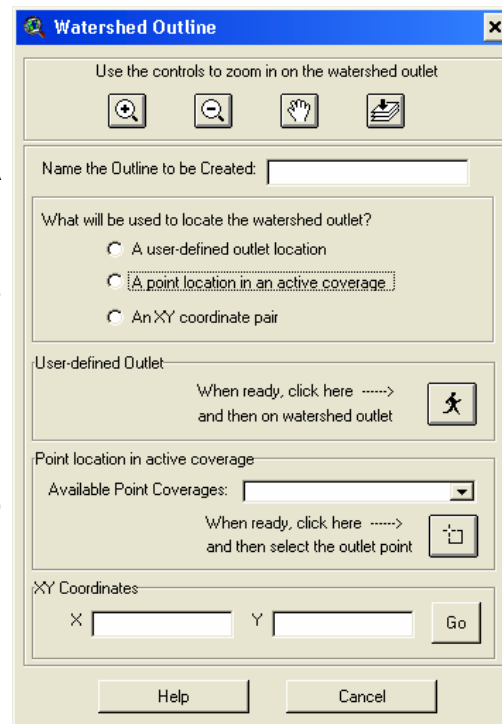 Watershed Outline
Use the controls to zoom in on the watershed outlet
Name the Outline to be Created:
What will be used to locate the watershed outlet?
A user-defined outlet location
A point location in an active coverage
An XY coordinate pair
User-defined Outlet
When ready, click here ------>
and then on watershed outlet
Point location in active coverage
Available Point Coverages:
When ready, click here ------>
and then select the outlet point
XY Coordinates
X Y Go
Help Cancel